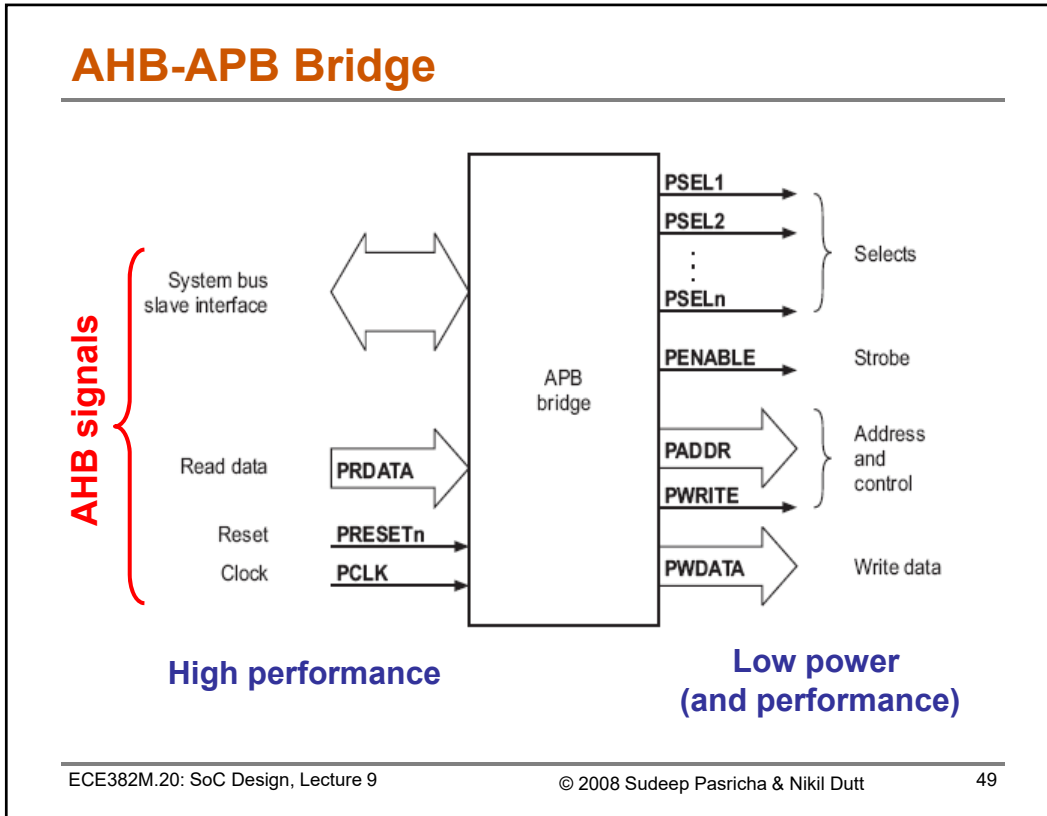 AHB-APB Bridge
AHB signals
System bus
slave interface
Read data
PRDATA
Reset
PRESETn
Clock
PCLK
APB
bridge
PSEL1
PSEL2
PSELn
Selects
PENABLE
Strobe
PADDR
PWRITE
Address
and
control
PWDATA
Write data
High performance
Low power
(and performance)
ECE382M.20: SoC Design, Lecture 9
© 2008 Sudeep Pasricha & Nikil Dutt
49